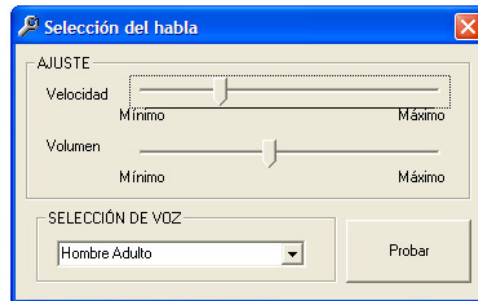 Selección del habla
AJUSTE
Velocidad
Mínimo Máximo
Volumen
Mínimo Máximo
SELECCIÓN DE VOZ
Hombre Adulto
Probar